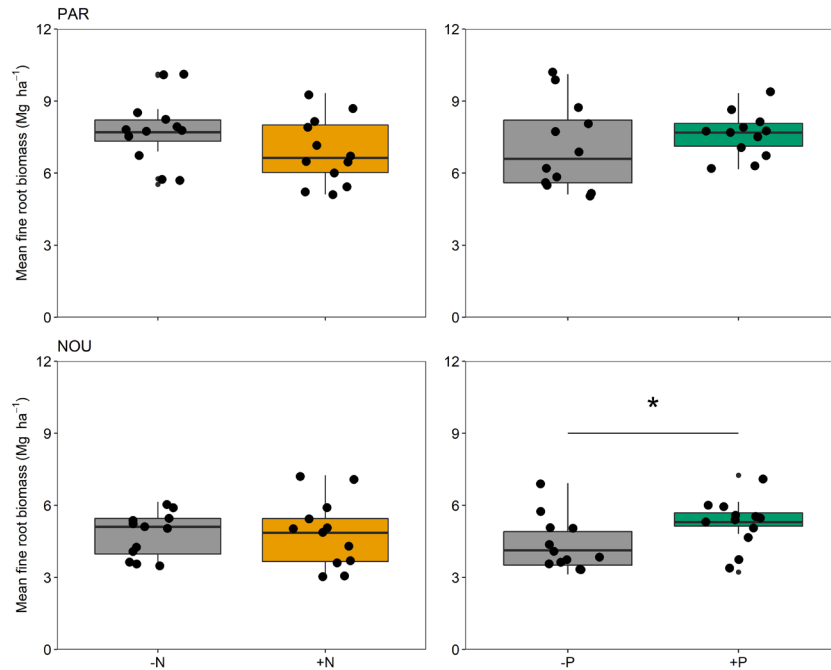 PAR
Mean fine root biomass (Mg ha⁻¹)
12
9
6
3
0
12
9
6
3
0
-N
+N
-P
+P
NOU
Mean fine root biomass (Mg ha⁻¹)
12
9
6
3
0
12
9
6
3
0
*
-N
+N
-P
+P